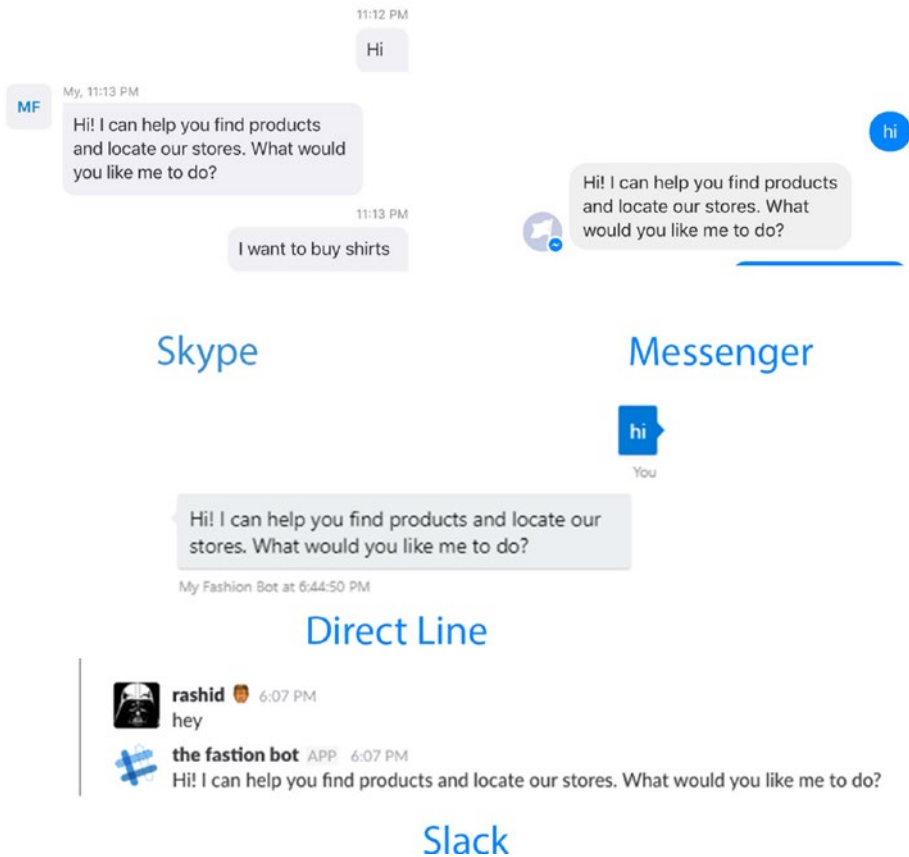 11:12 PM
Hi
MF
My, 11:13 PM
Hi! I can help you find products
and locate our stores. What would
you like me to do?
11:13 PM
I want to buy shirts
Skype
hi
Hi! I can help you find products
and locate our stores. What
would you like me to do?
Messenger
hi
You
Hi! I can help you find products and locate our
stores. What would you like me to do?
My Fashion Bot at 6:44:50 PM
Direct Line
rashid 6:07 PM
hey
the fastion bot APP 6:07 PM
Hi! I can help you find products and locate our stores. What would you like me to do?
Slack